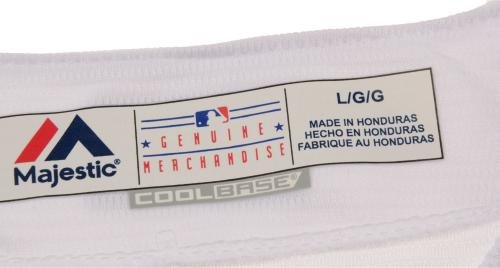 Majestic®
GENUINE
MERCHANDISE
L/G/G
MADE IN HONDURAS
HECHO EN HONDURAS
FABRIQUE AU HONDURAS
COOLBASE